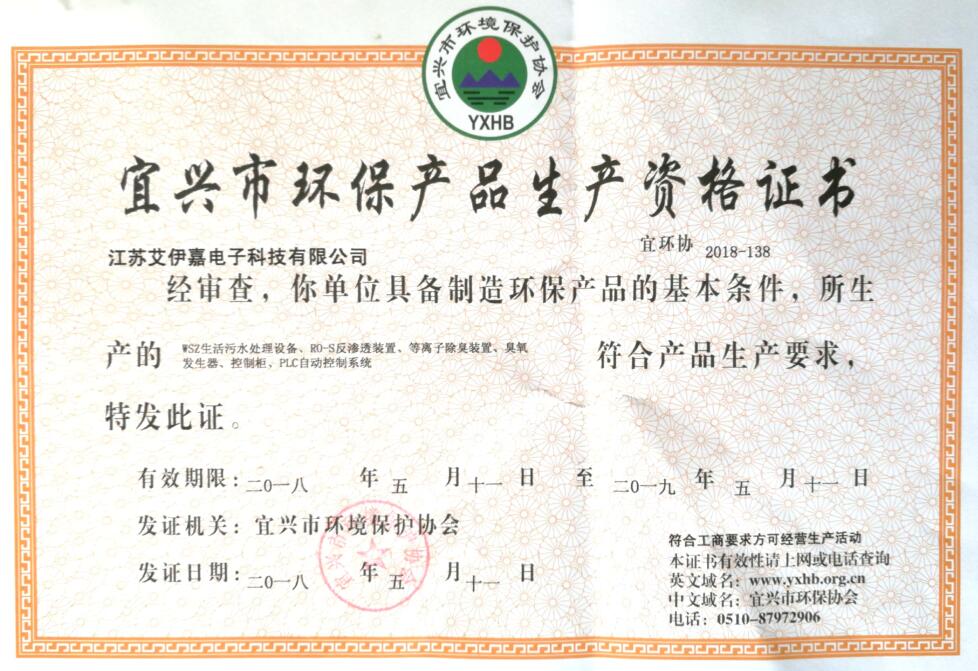 宜兴市环境保护协会
YXHB
宜兴市环保产品生产资格证书
江苏艾伊嘉电子科技有限公司
宜环协 2018-138
经审查，你单位具备制造环保产品的基本条件，所生
产的 WSZ生活污水处理设备、RO-S反渗透装置、等离子除臭装置、臭氧
发生器、控制柜、PLC自动控制系统 符合产品生产要求，
特发此证。
有效期限：二○一八 年 五 月 十一 日 至 二○一九 年 五 月 十一 日
发证机关：宜兴市环境保护协会
发证日期：二○一八 年 五 月 十一 日
符合工商要求方可经营生产活动
本证书有效性请上网或电话查询
英文域名：www.yxhb.org.cn
中文域名：宜兴市环保协会
电话：0510-87972906